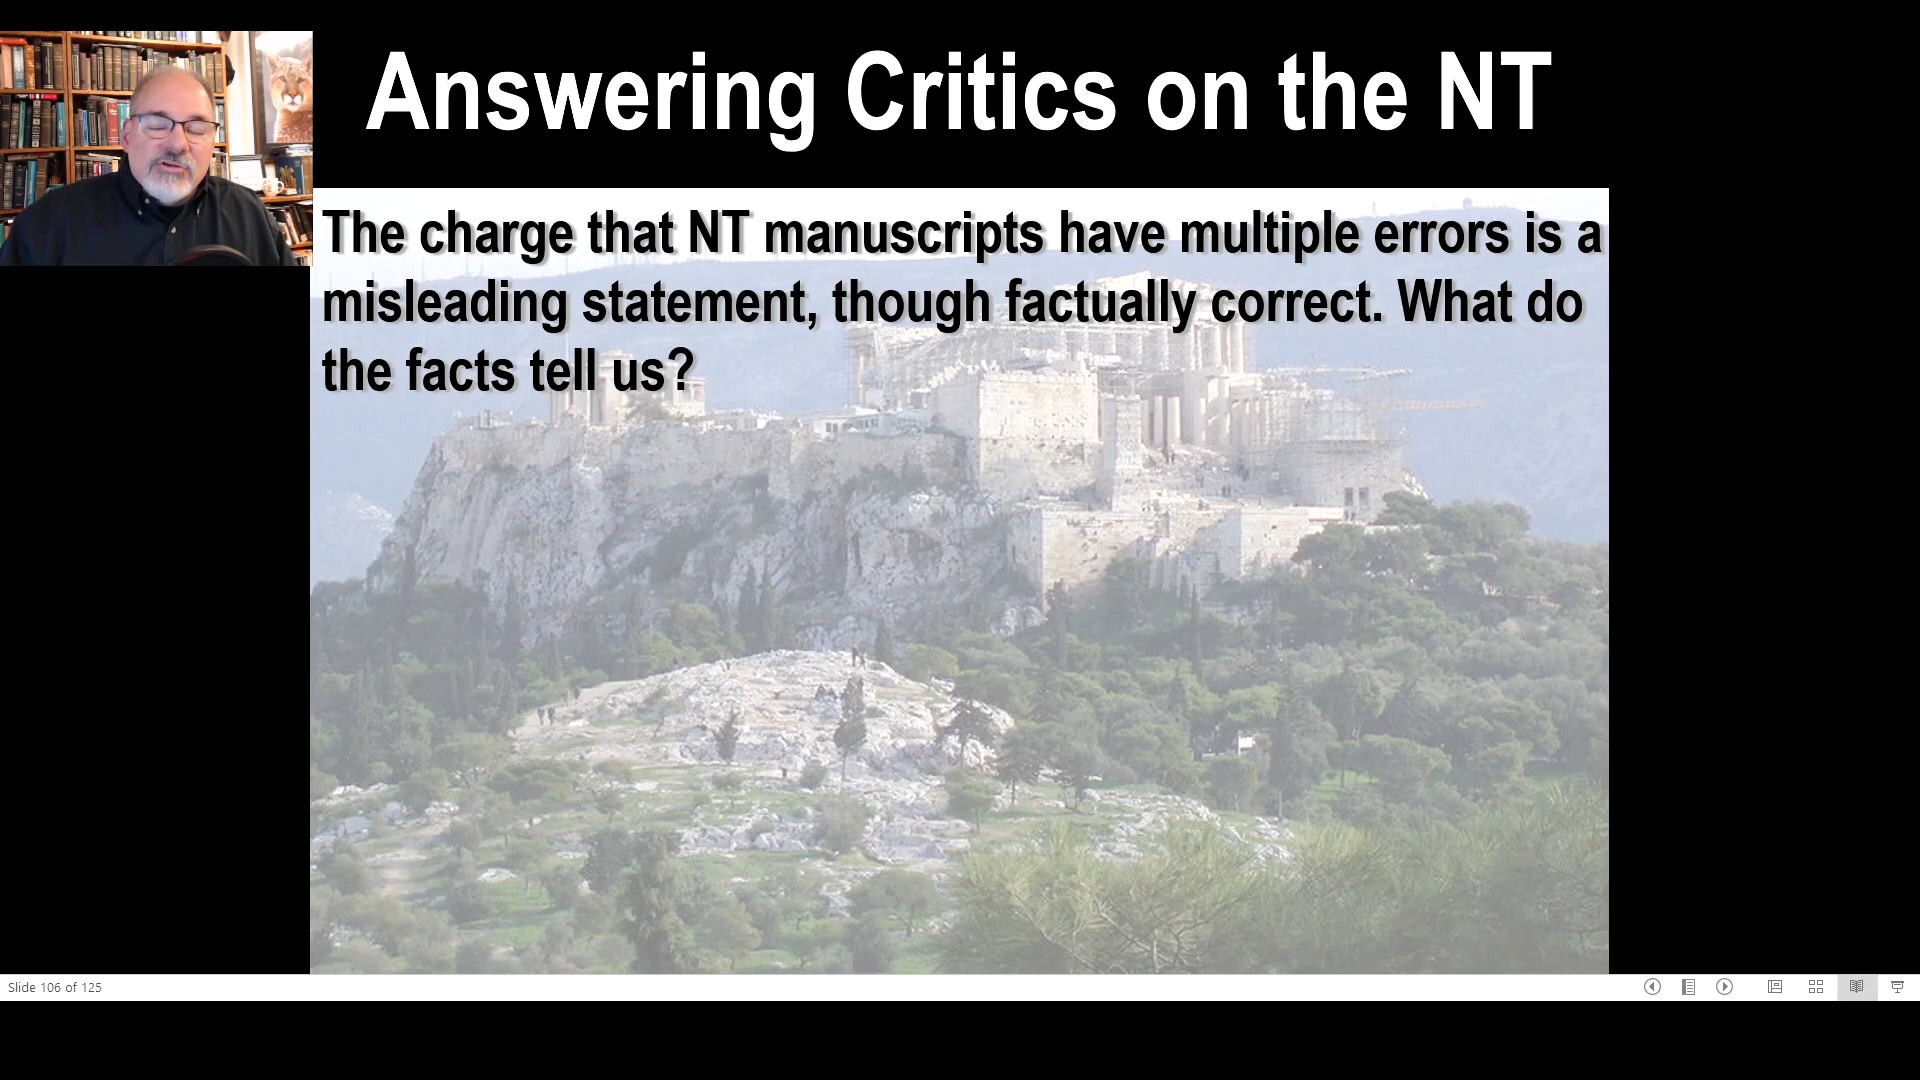 Answering Critics on the NT
The charge that NT manuscripts have multiple errors is a
misleading statement, though factually correct. What do
the facts tell us?
Slide 106 of 125